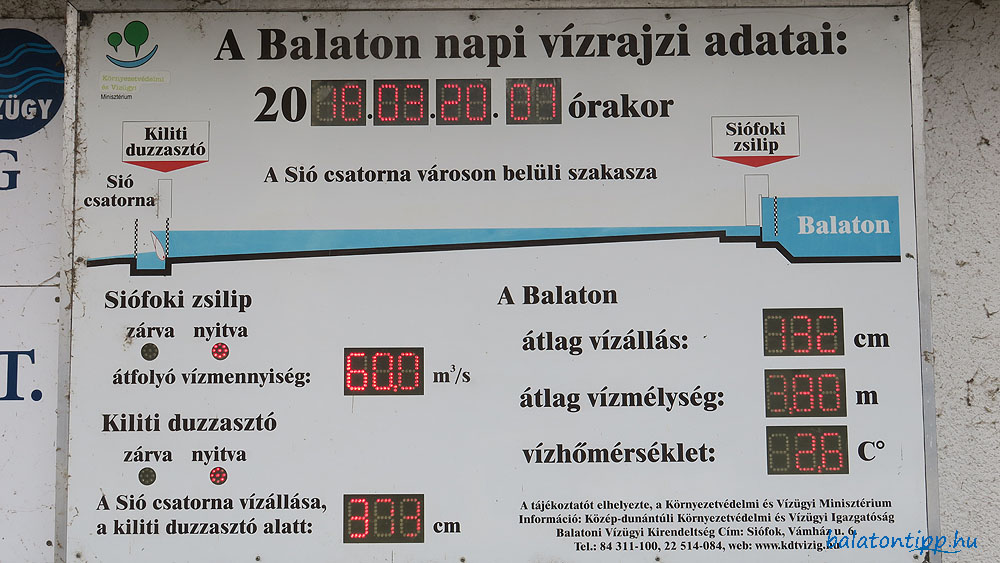 A Balaton napi vízrajzi adatai:
Környezetvédelmi
és Vízügyi
Minisztérium
2018.03.20. 07 órakor
ZÜGY
G
T.
Kiliti
duzzasztó
Siófoki
zsilip
Sió
csatorna
A Sió csatorna városon belüli szakasza
Balaton
Siófoki zsilip
zárva nyitva
átfolyó vízmennyiség: 60,0 m³/s
Kiliti duzzasztó
zárva nyitva
A Sió csatorna vízállása,
a kiliti duzzasztó alatt: cm
A Balaton
átlag vízállás: 132 cm
átlag vízmélység: m
vízhőmérséklet: 2,6 C°
A tájékoztatót elhelyezte, a Környezetvédelmi és Vízügyi Minisztérium
Információ: Közép-dunántúli Környezetvédelmi és Vízügyi Igazgatóság
Balatoni Vízügyi Kirendeltség Cím: Siófok, Vámház u. 6.
Tel.: 84 311-100, 22 514-084, web: www.kdtvizig.hu
balatontipp.hu